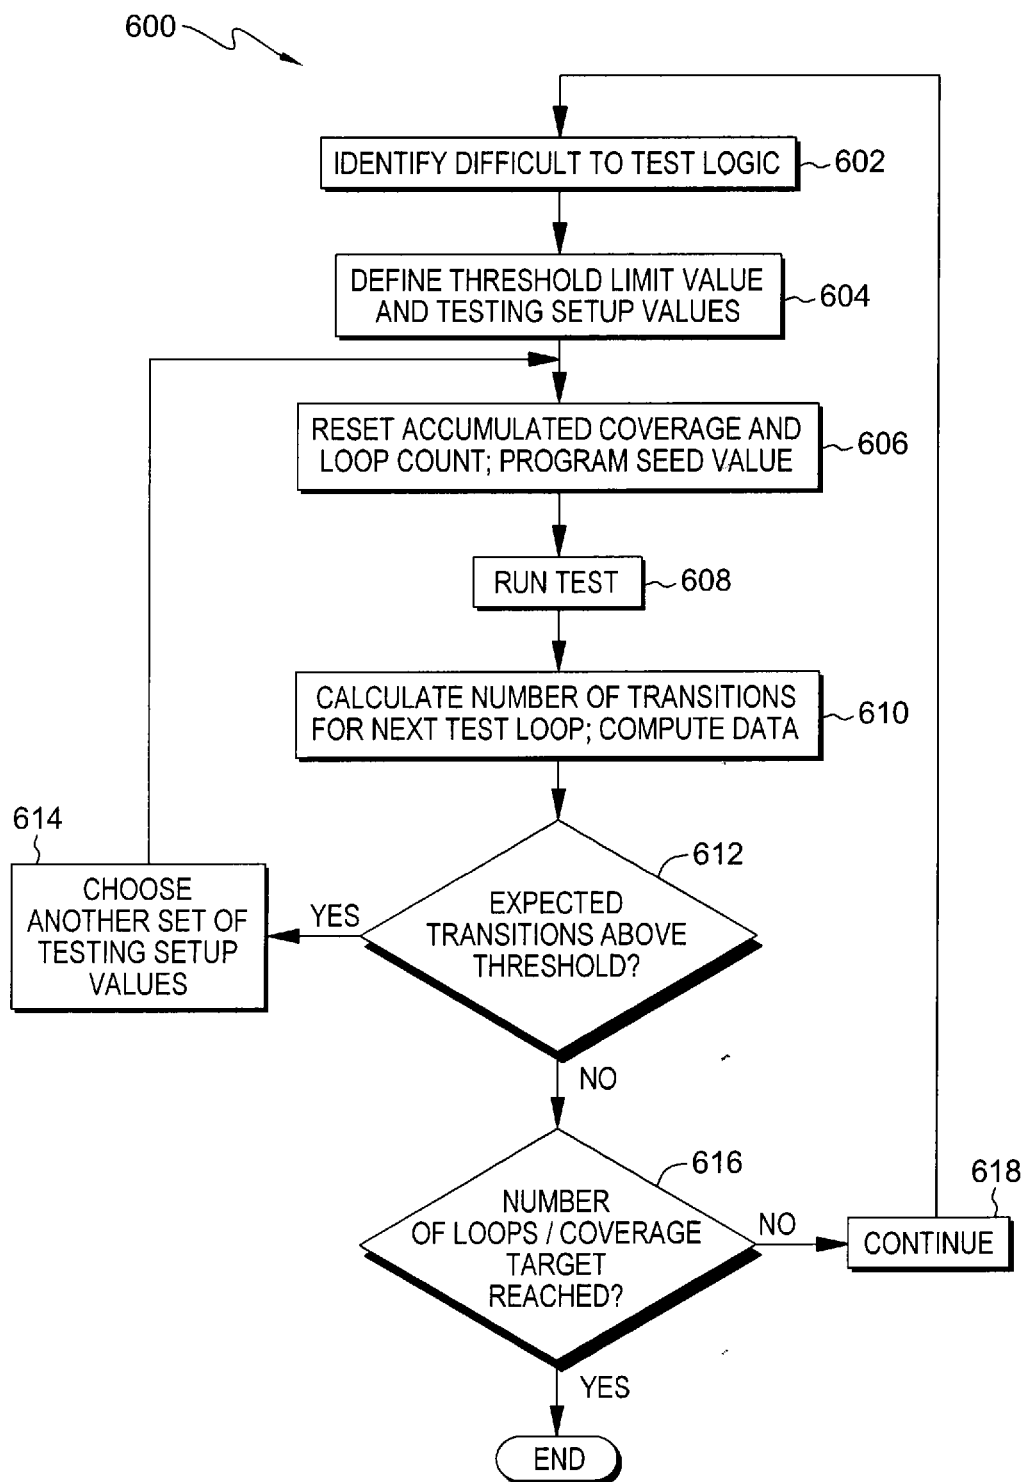 600
IDENTIFY DIFFICULT TO TEST LOGIC
602
DEFINE THRESHOLD LIMIT VALUE
AND TESTING SETUP VALUES
604
RESET ACCUMULATED COVERAGE AND
LOOP COUNT; PROGRAM SEED VALUE
606
RUN TEST
608
CALCULATE NUMBER OF TRANSITIONS
FOR NEXT TEST LOOP; COMPUTE DATA
610
614
CHOOSE
ANOTHER SET OF
TESTING SETUP
VALUES
YES
612
EXPECTED
TRANSITIONS ABOVE
THRESHOLD?
NO
616
NUMBER
OF LOOPS / COVERAGE
TARGET
REACHED?
NO
618
CONTINUE
YES
END